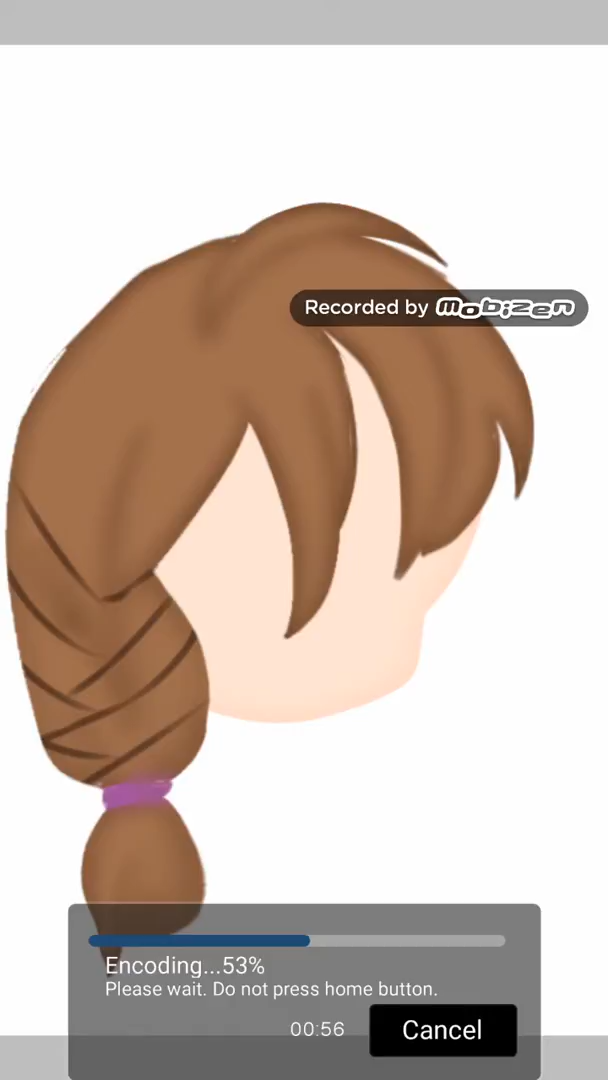 Recorded by mobizen
Encoding...53%
Please wait. Do not press home button.
00:56 Cancel